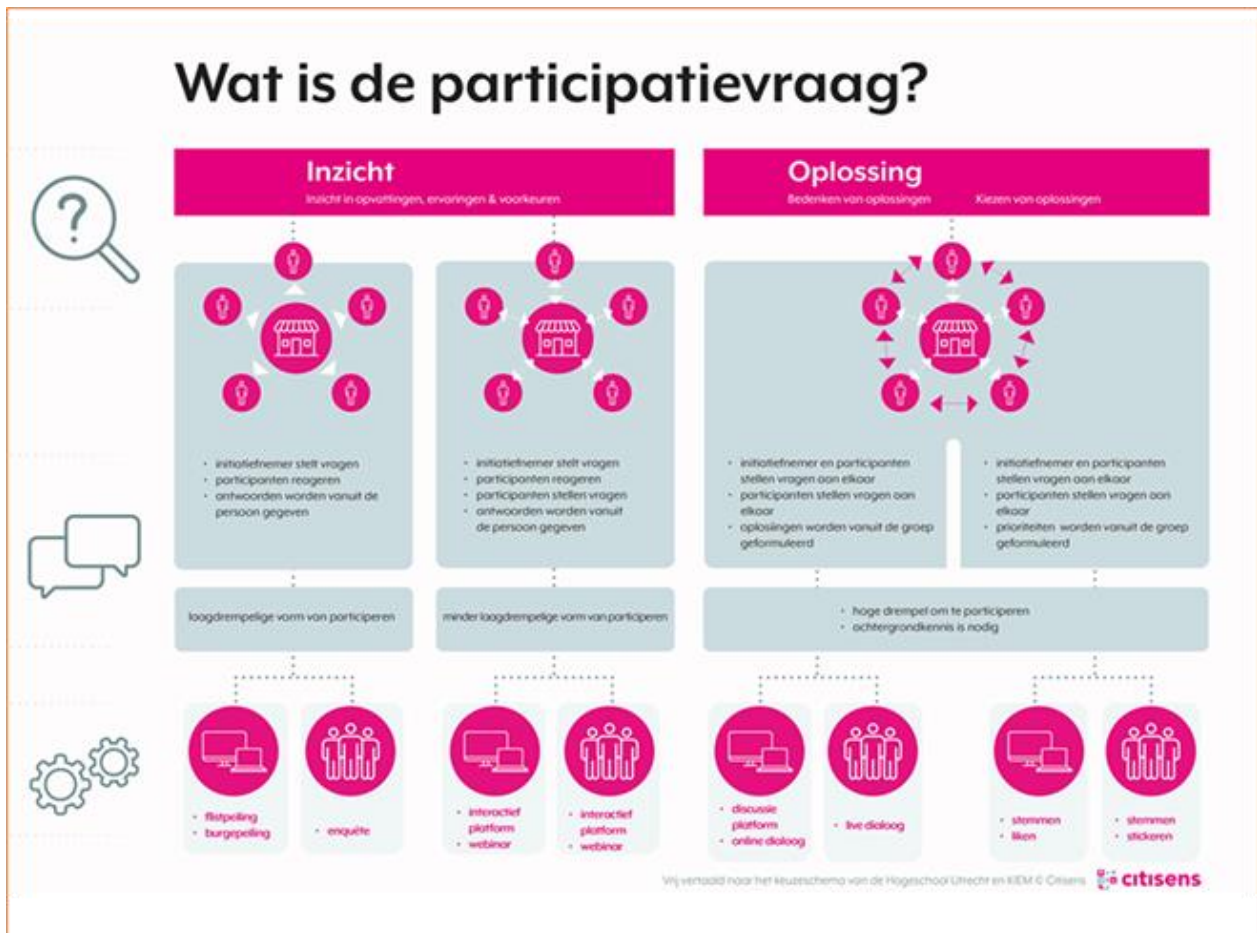 Wat is de participatievraag?
Inzicht
Inzicht in opvattingen, ervaringen & voorkeuren
Oplossing
Bedenken van oplossingen
Kiezen van oplossingen
?
• initiatiefnemer stelt vragen
• participanten reageren
• antwoorden worden vanuit de
persoon gegeven
• initiatiefnemer stelt vragen
• participanten reageren
• participanten stellen vragen
• antwoorden worden vanuit
de persoon gegeven
• initiatiefnemer en participanten
stellen vragen aan elkaar
• participanten stellen vragen aan
elkaar
• oplossingen worden vanuit de groep
geformuleerd
• initiatiefnemer en participanten
stellen vragen aan elkaar
• participanten stellen vragen aan
elkaar
• prioriteiten worden vanuit de groep
geformuleerd
laagdrempelige vorm van participeren
minder laagdrempelige vorm van participeren
• hoge drempel om te participeren
• achtergrondkennis is nodig
• flistpeiling
• burgepeiling
• enquête
• interactief
platform
• webinar
• interactief
platform
• webinar
• discussie
platform
• online dialoog
• live dialoog
• stemmen
• liken
• stemmen
• stickeren
Vrij vertaald naar het keuzeschema van de Hogeschool Utrecht en KIEM © Citisens
citisens